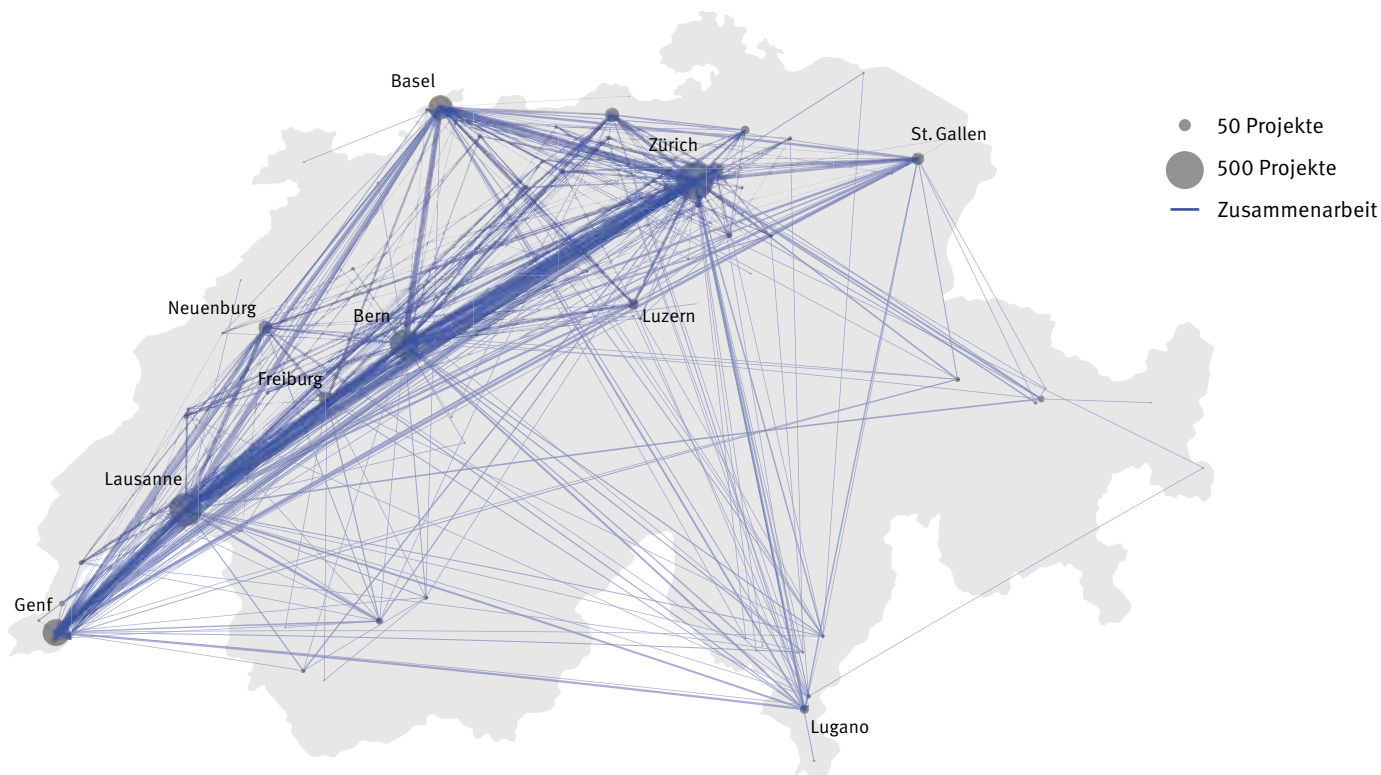 Basel
Zürich
St. Gallen
Neuenburg
Bern
Luzern
Freiburg
Lausanne
Genf
Lugano
50 Projekte
500 Projekte
Zusammenarbeit